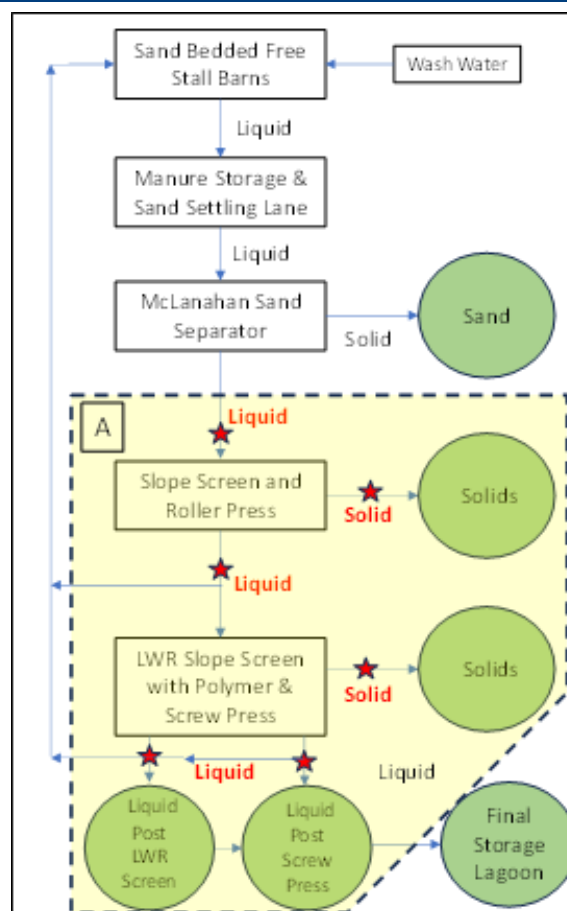 Sand Bedded Free
Stall Barns
Wash Water
Liquid
Manure Storage &
Sand Settling Lane
Liquid
McLanahan Sand
Separator
Solid
Sand
A
Liquid
Slope Screen and
Roller Press
Solid
Solids
Liquid
LWR Slope Screen
with Polymer &
Screw Press
Solid
Solids
Liquid
Liquid
Liquid
Post
LWR
Screen
Liquid
Post
Screw
Press
Final
Storage
Lagoon